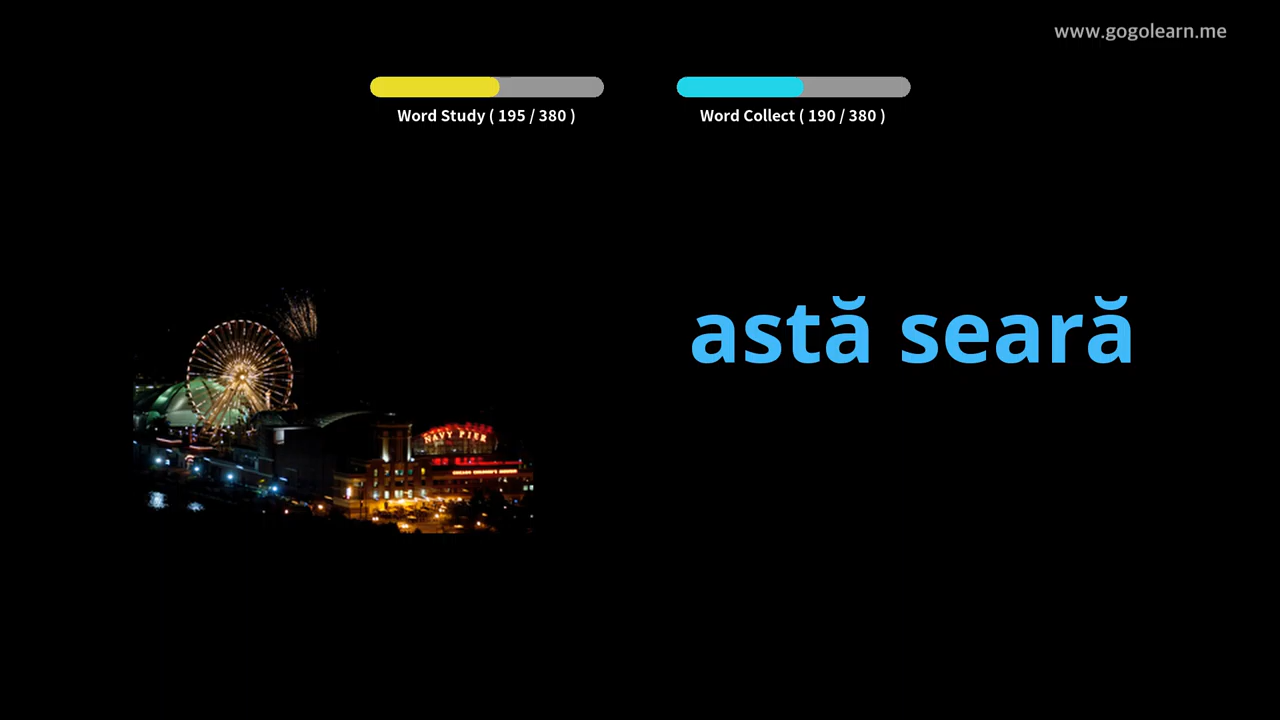 www.gogolearn.me
Word Study ( 195 / 380 )
Word Collect ( 190 / 380 )
astă seară
NAVY PIER